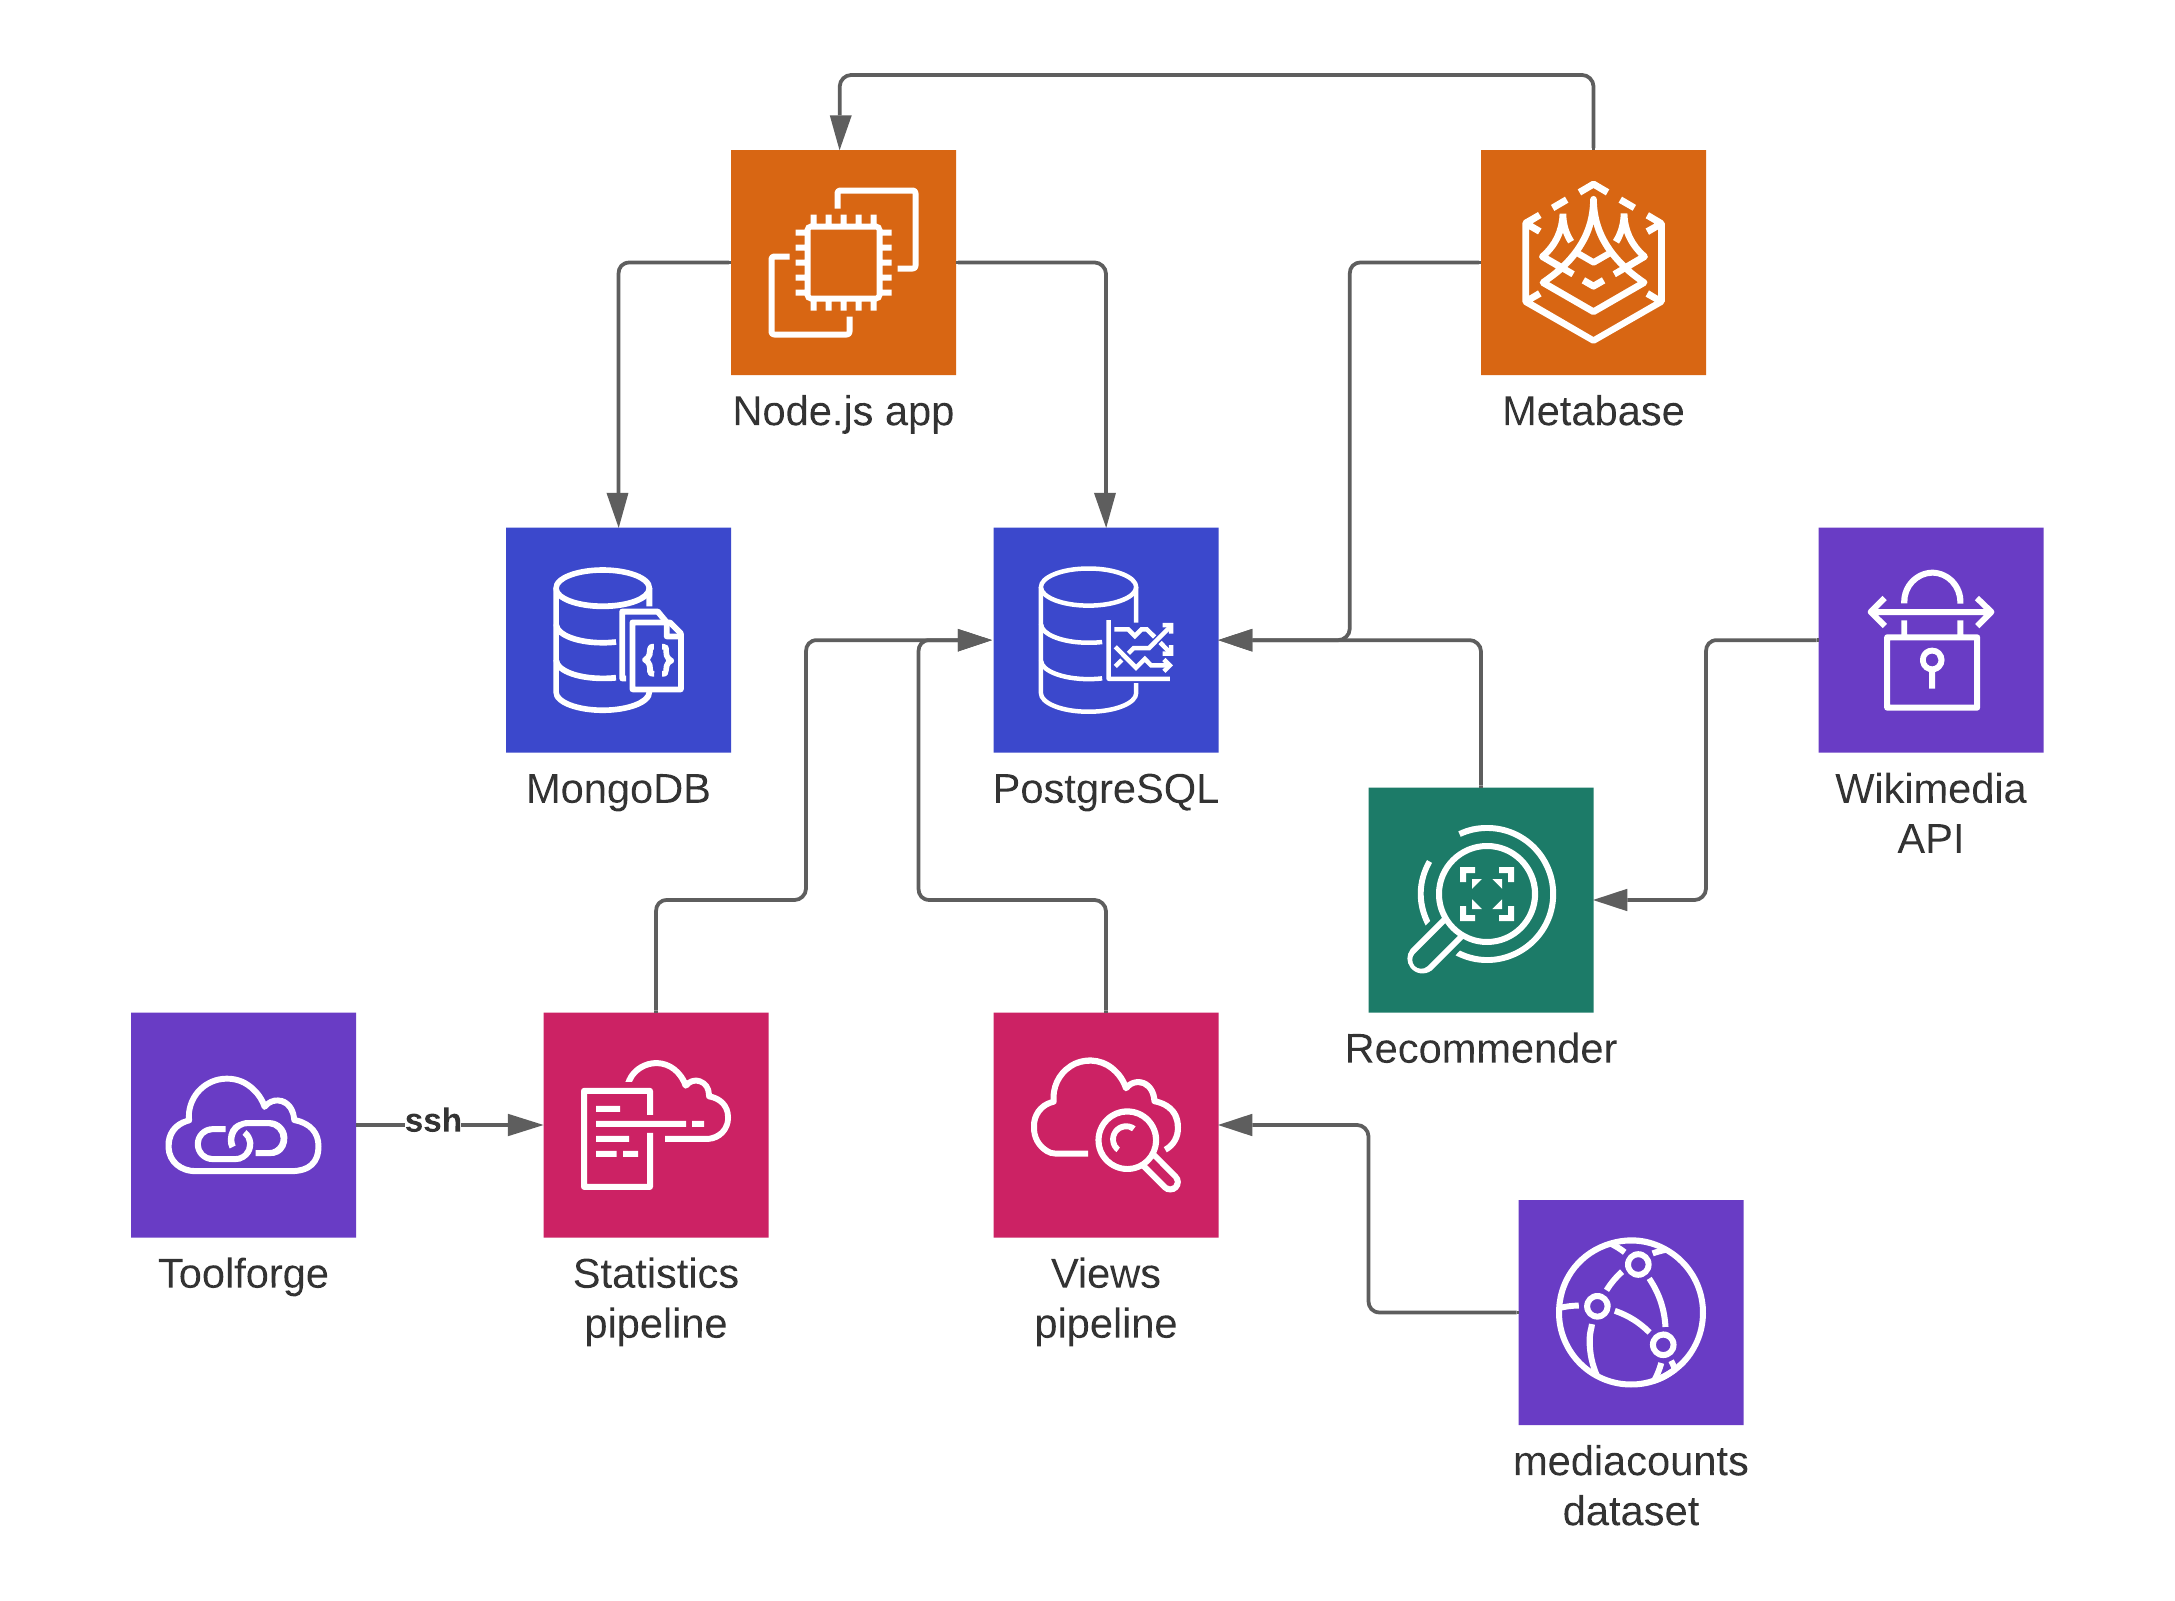 Node.js app
Metabase
MongoDB
PostgreSQL
Wikimedia
API
Recommender
ssh
Toolforge
Statistics
pipeline
Views
pipeline
mediacounts
dataset